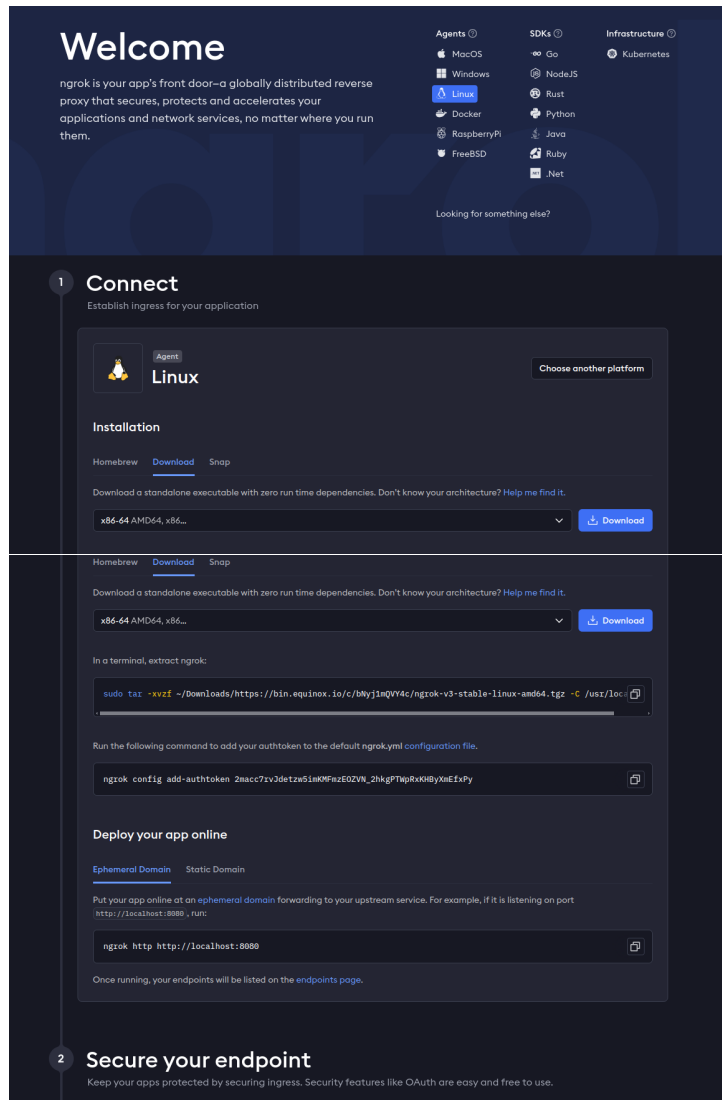 Welcome
ngrok is your app's front door—a globally distributed reverse
proxy that secures, protects and accelerates your
applications and network services, no matter where you run
them.
Agents
MacOS
Windows
Linux
Docker
RaspberryPi
FreeBSD
SDKs
Go
NodeJS
Rust
Python
Java
Ruby
.Net
Infrastructure
Kubernetes
Looking for something else?
1
Connect
Establish ingress for your application
Agent
Linux
Choose another platform
Installation
Homebrew Download Snap
Download a standalone executable with zero run time dependencies. Don't know your architecture? Help me find it.
x86-64 AMD64, x86...
Download
Homebrew Download Snap
Download a standalone executable with zero run time dependencies. Don't know your architecture? Help me find it.
x86-64 AMD64, x86...
Download
In a terminal, extract ngrok:
sudo tar -xvzf ~/Downloads/https://bin.equinox.io/c/bNyj1mQVY4c/ngrok-v3-stable-linux-amd64.tgz -C /usr/loca
Run the following command to add your authtoken to the default ngrok.yml configuration file.
ngrok config add-authtoken 2macc7rvJdetzw5imKMFmzEOZVN_2hkgPTWpRxKHByXmEfxPy
Deploy your app online
Ephemeral Domain Static Domain
Put your app online at an ephemeral domain forwarding to your upstream service. For example, if it is listening on port
http://localhost:8080 , run:
ngrok http http://localhost:8080
Once running, your endpoints will be listed on the endpoints page.
2
Secure your endpoint
Keep your apps protected by securing ingress. Security features like OAuth are easy and free to use.